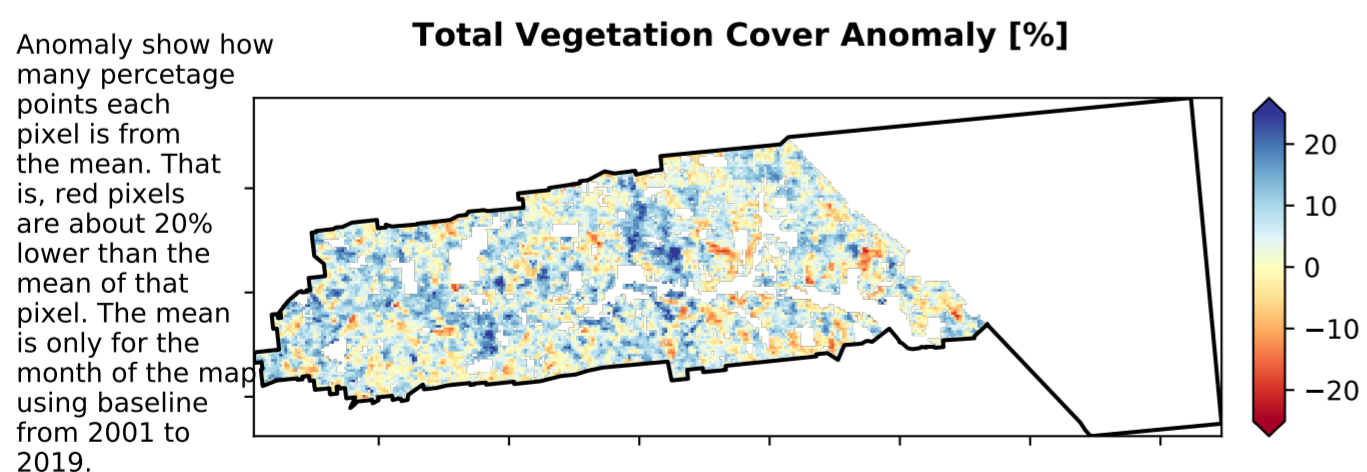 Total Vegetation Cover Anomaly [%]
Anomaly show how
many percetage
points each
pixel is from
the mean. That
is, red pixels
are about 20%
lower than the
mean of that
pixel. The mean
is only for the
month of the map
using baseline
from 2001 to
2019.
20
10
0
−10
−20